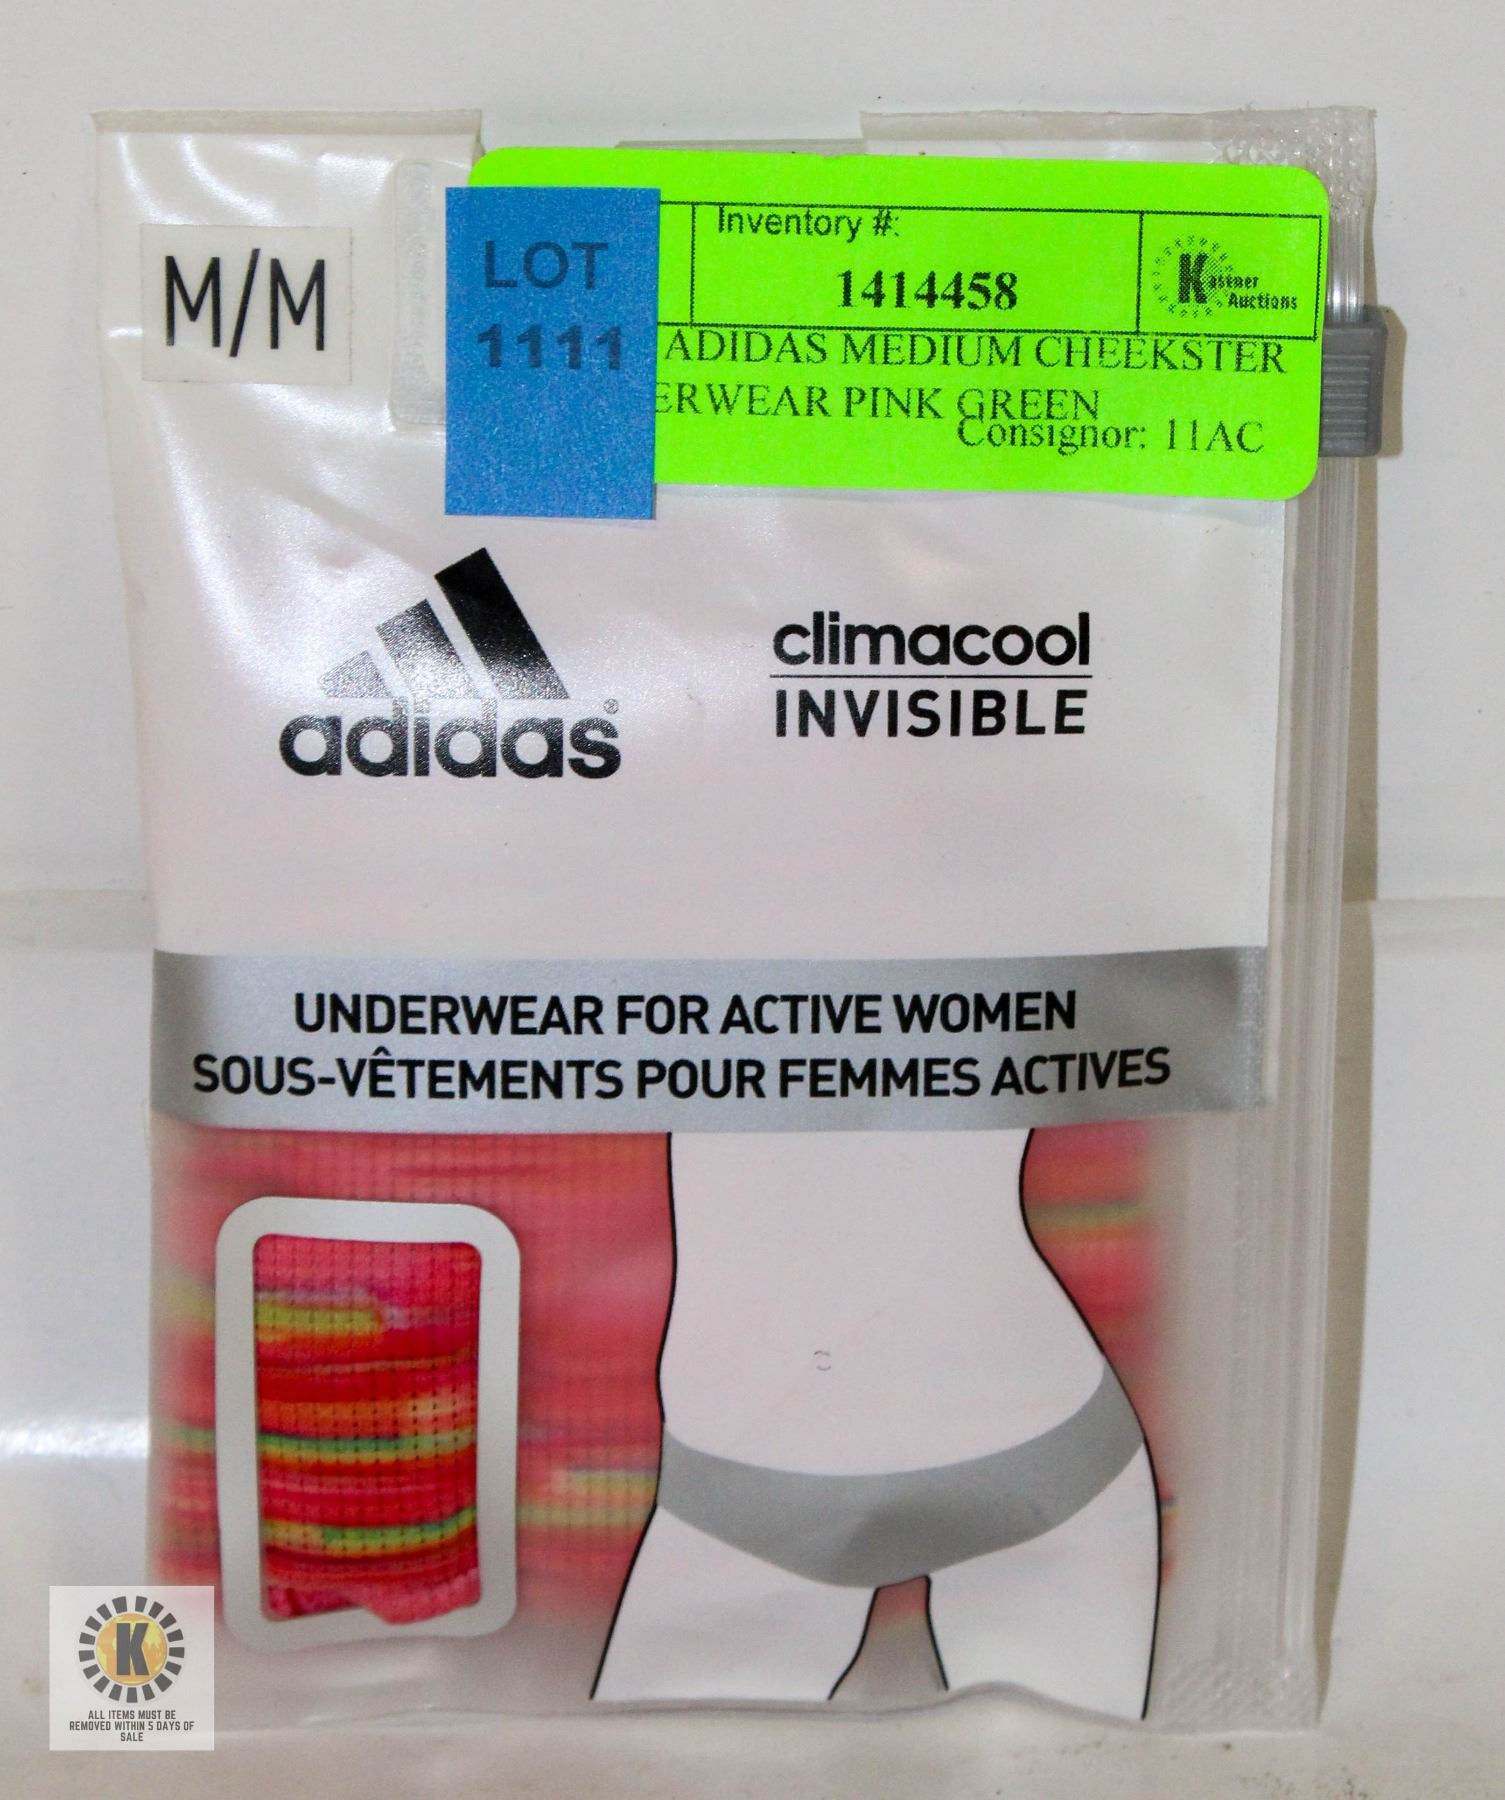 M/M
LOT
1111
Inventory #:
1414458
Kastner
Auctions
ADIDAS MEDIUM CHEEKSTER
ERWEAR PINK GREEN
Consignor: 11AC
adidas®
climacool
INVISIBLE
UNDERWEAR FOR ACTIVE WOMEN
SOUS-VÊTEMENTS POUR FEMMES ACTIVES
K
ALL ITEMS MUST BE
REMOVED WITHIN 5 DAYS OF
SALE